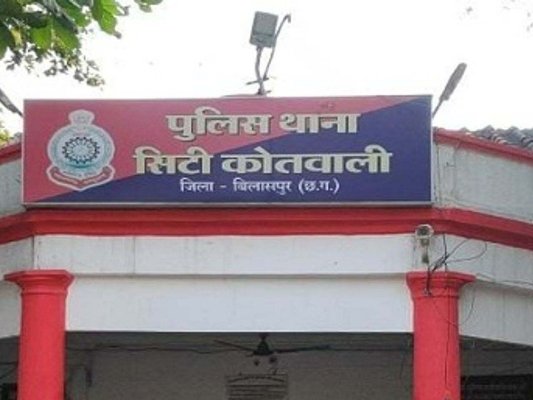 पुलिस थाना
सिटी कोतवाली
जिला - बिलासपुर (छ.ग.)